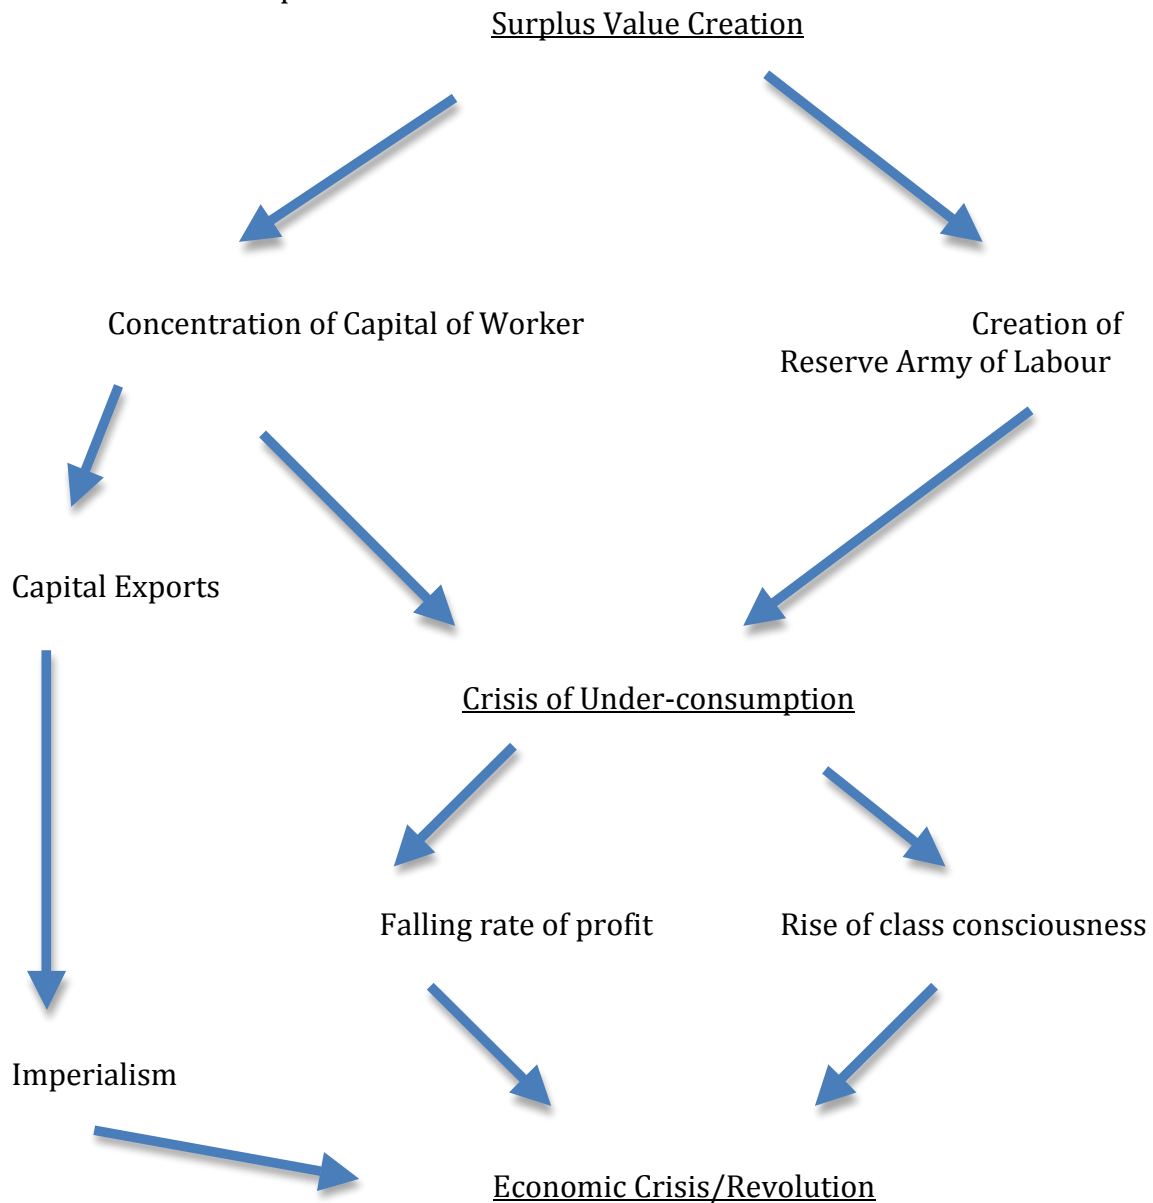 Surplus Value Creation
Concentration of Capital of Worker Creation of
Reserve Army of Labour
Capital Exports
Crisis of Under-consumption
Falling rate of profit Rise of class consciousness
Imperialism
Economic Crisis/Revolution